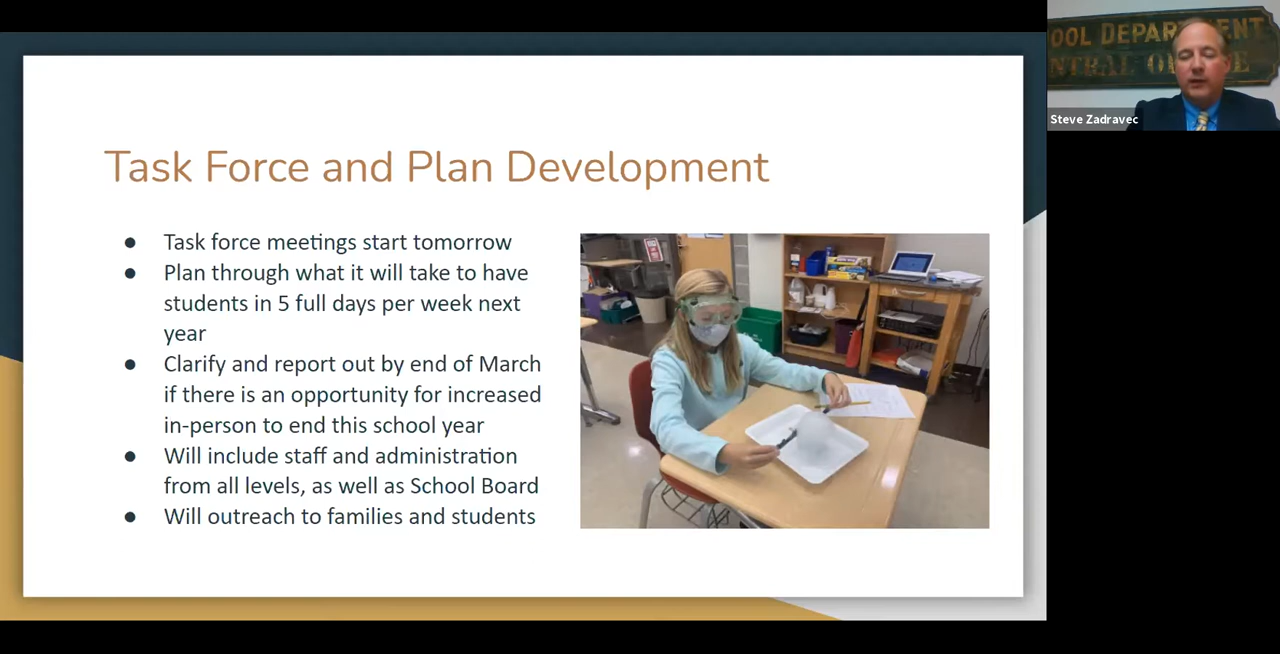 Task Force and Plan Development
● Task force meetings start tomorrow
● Plan through what it will take to have
students in 5 full days per week next
year
● Clarify and report out by end of March
if there is an opportunity for increased
in-person to end this school year
● Will include staff and administration
from all levels, as well as School Board
● Will outreach to families and students
OOL DEPARTMENT
NTRAL OF
Steve Zadravec